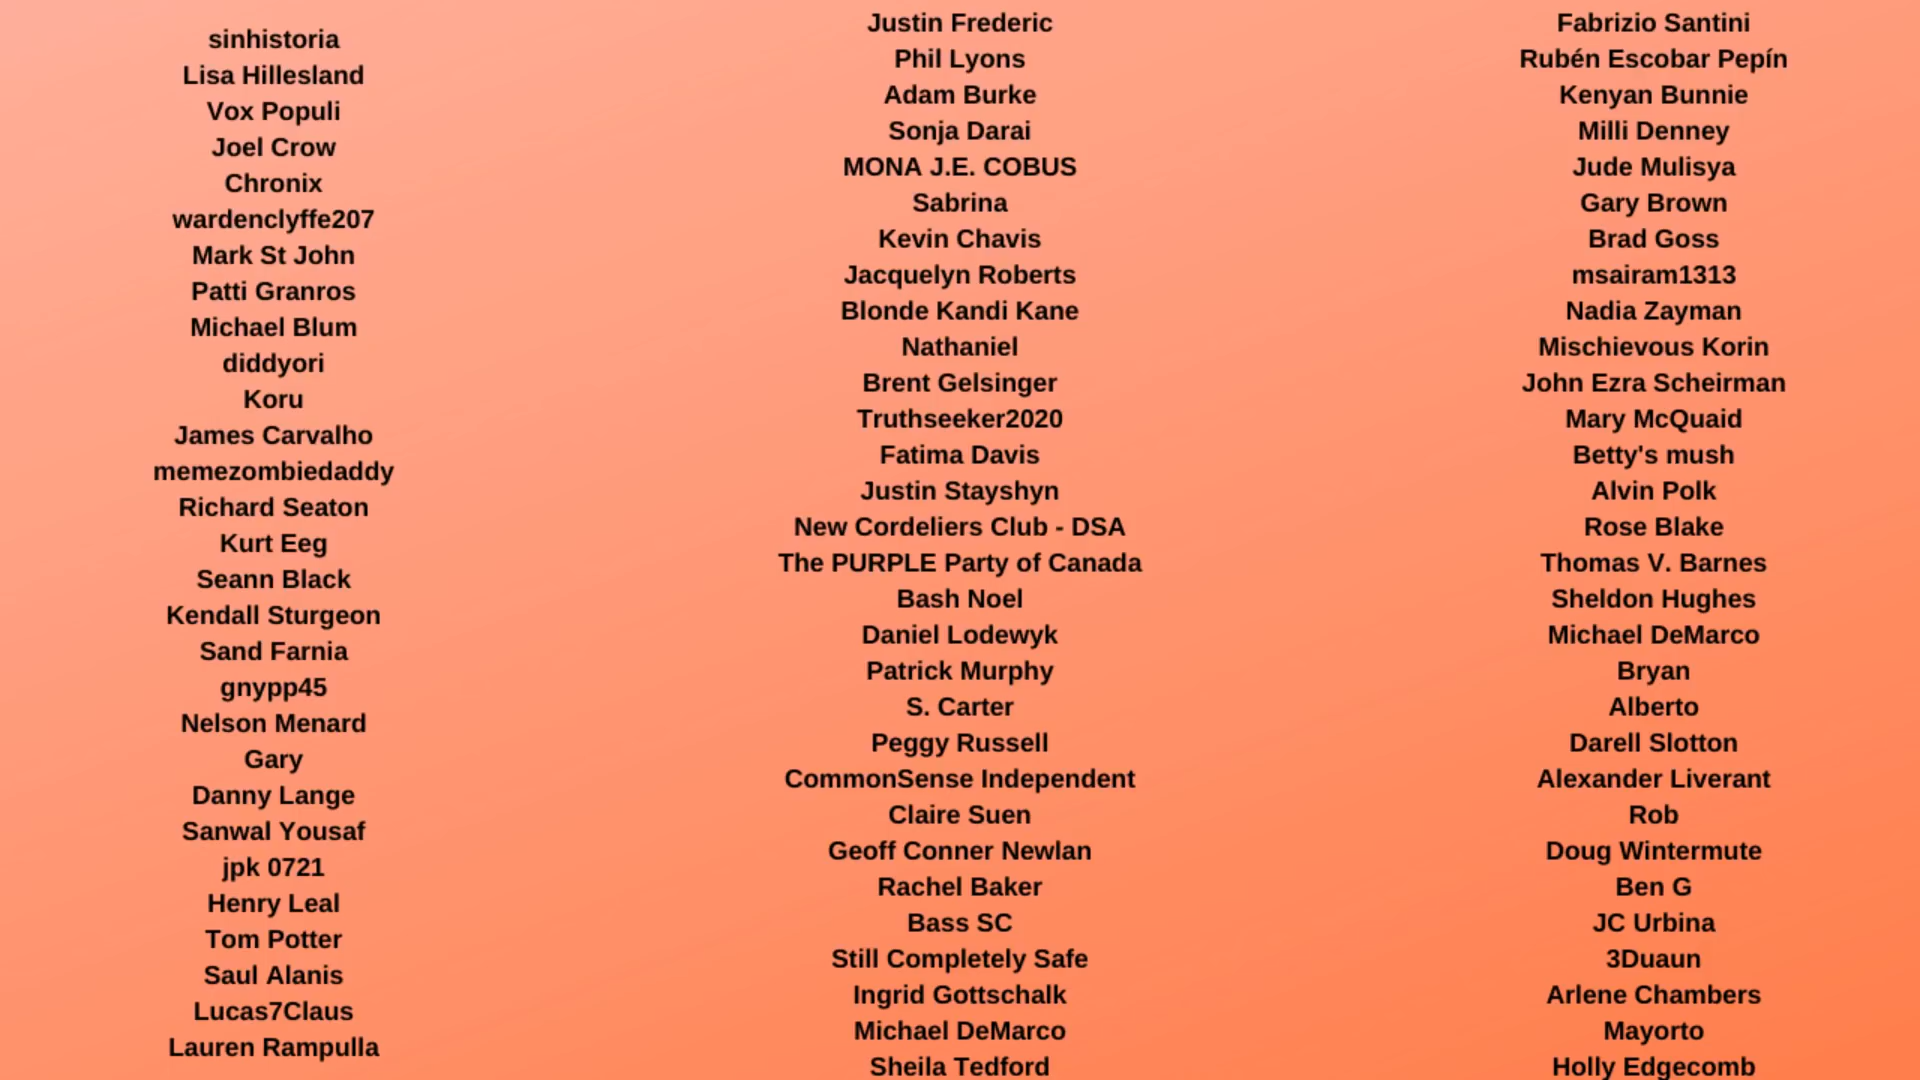 sinhistoria
Lisa Hillesland
Vox Populi
Joel Crow
Chronix
wardenclyffe207
Mark St John
Patti Granros
Michael Blum
diddyori
Koru
James Carvalho
memezombiedaddy
Richard Seaton
Kurt Eeg
Seann Black
Kendall Sturgeon
Sand Farnia
gnypp45
Nelson Menard
Gary
Danny Lange
Sanwal Yousaf
jpk 0721
Henry Leal
Tom Potter
Saul Alanis
Lucas7Claus
Lauren Rampulla
Justin Frederic
Phil Lyons
Adam Burke
Sonja Darai
MONA J.E. COBUS
Sabrina
Kevin Chavis
Jacquelyn Roberts
Blonde Kandi Kane
Nathaniel
Brent Gelsinger
Truthseeker2020
Fatima Davis
Justin Stayshyn
New Cordeliers Club - DSA
The PURPLE Party of Canada
Bash Noel
Daniel Lodewyk
Patrick Murphy
S. Carter
Peggy Russell
CommonSense Independent
Claire Suen
Geoff Conner Newlan
Rachel Baker
Bass SC
Still Completely Safe
Ingrid Gottschalk
Michael DeMarco
Sheila Tedford
Fabrizio Santini
Rubén Escobar Pepín
Kenyan Bunnie
Milli Denney
Jude Mulisya
Gary Brown
Brad Goss
msairam1313
Nadia Zayman
Mischievous Korin
John Ezra Scheirman
Mary McQuaid
Betty's mush
Alvin Polk
Rose Blake
Thomas V. Barnes
Sheldon Hughes
Michael DeMarco
Bryan
Alberto
Darell Slotton
Alexander Liverant
Rob
Doug Wintermute
Ben G
JC Urbina
3Duaun
Arlene Chambers
Mayorto
Holly Edgecomb